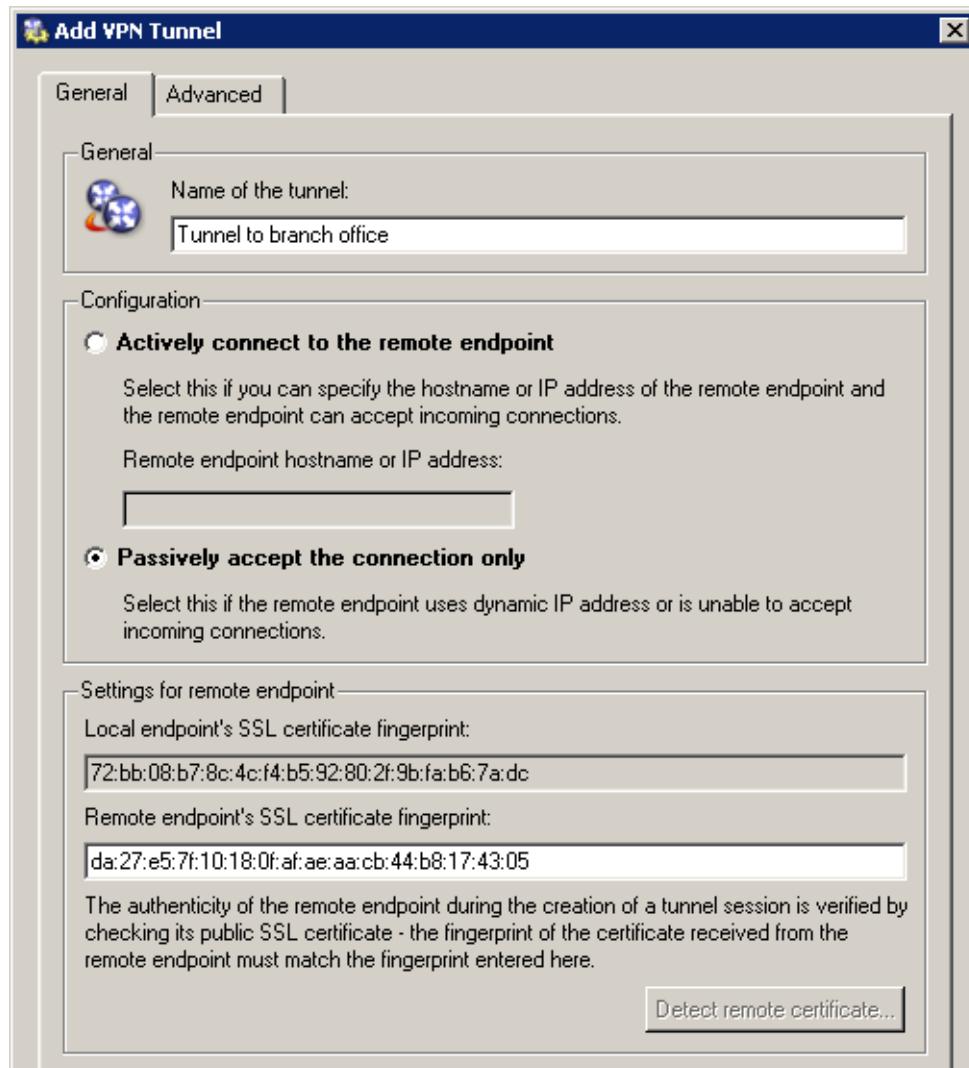 Add VPN Tunnel
General
Advanced
General
Name of the tunnel:
Tunnel to branch office
Configuration
Actively connect to the remote endpoint
Select this if you can specify the hostname or IP address of the remote endpoint and
the remote endpoint can accept incoming connections.
Remote endpoint hostname or IP address:
Passively accept the connection only
Select this if the remote endpoint uses dynamic IP address or is unable to accept
incoming connections.
Settings for remote endpoint
Local endpoint's SSL certificate fingerprint:
72:bb:08:b7:8c:4c:f4:b5:92:80:2f:9b:fa:b6:7a:dc
Remote endpoint's SSL certificate fingerprint:
da:27:e5:7f:10:18:0f:af:ae:aa:cb:44:b8:17:43:05
The authenticity of the remote endpoint during the creation of a tunnel session is verified by
checking its public SSL certificate - the fingerprint of the certificate received from the
remote endpoint must match the fingerprint entered here.
Detect remote certificate...